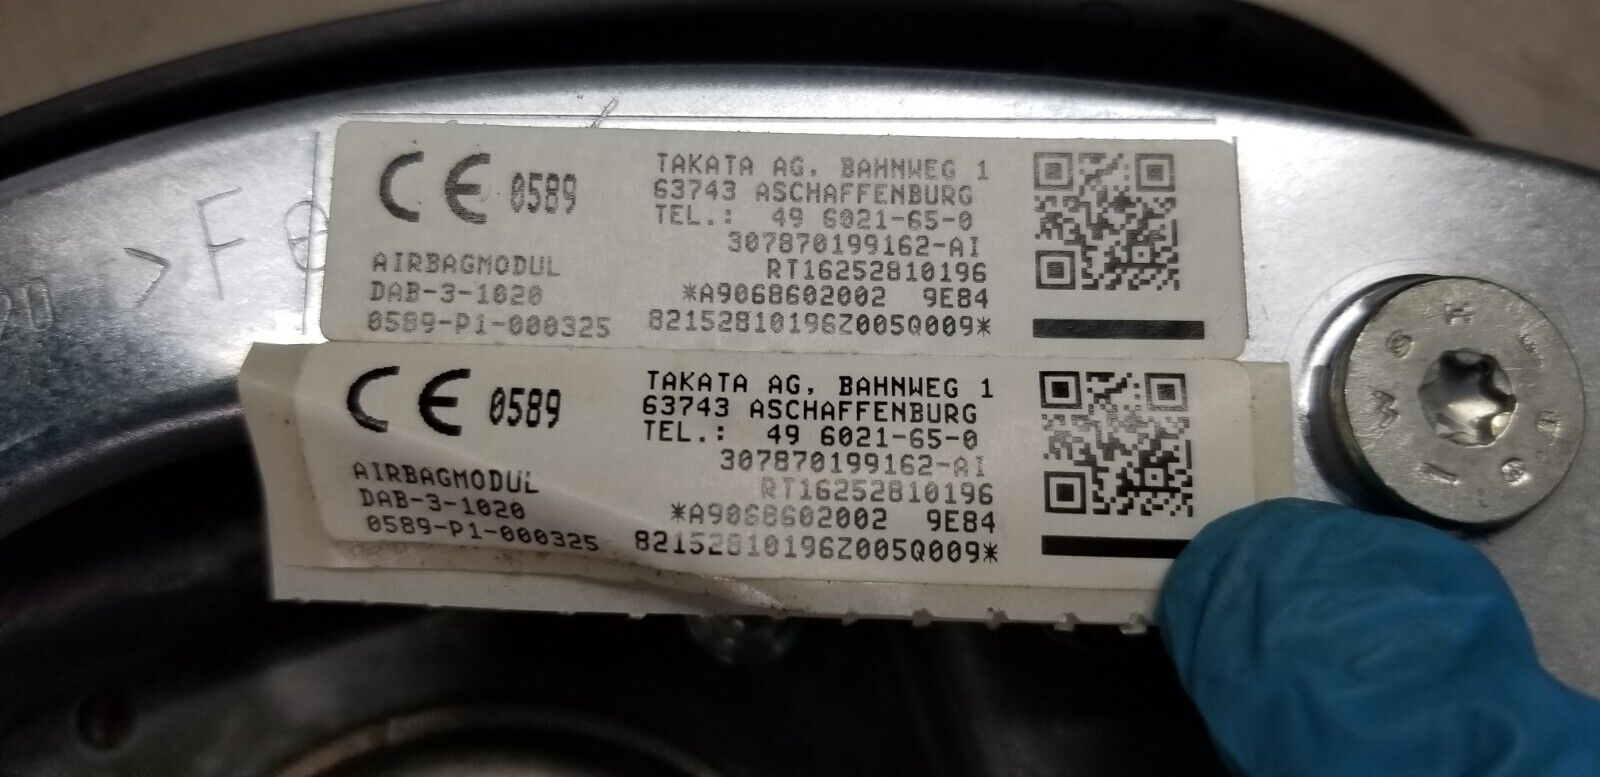 CE 0589
TAKATA AG, BAHNWEG 1
63743 ASCHAFFENBURG
TEL.: 49 6021-65-0
307870199162-AI
RT16252810196
*A9068602002 9E84
82152810196Z005Q009*
AIRBAGMODUL
DAB-3-1020
0589-P1-000325
CE 0589
TAKATA AG, BAHNWEG 1
63743 ASCHAFFENBURG
TEL.: 49 6021-65-0
307870199162-AI
RT16252810196
*A9068602002 9E84
82152810196Z005Q009*
AIRBAGMODUL
DAB-3-1020
0589-P1-000325
>F